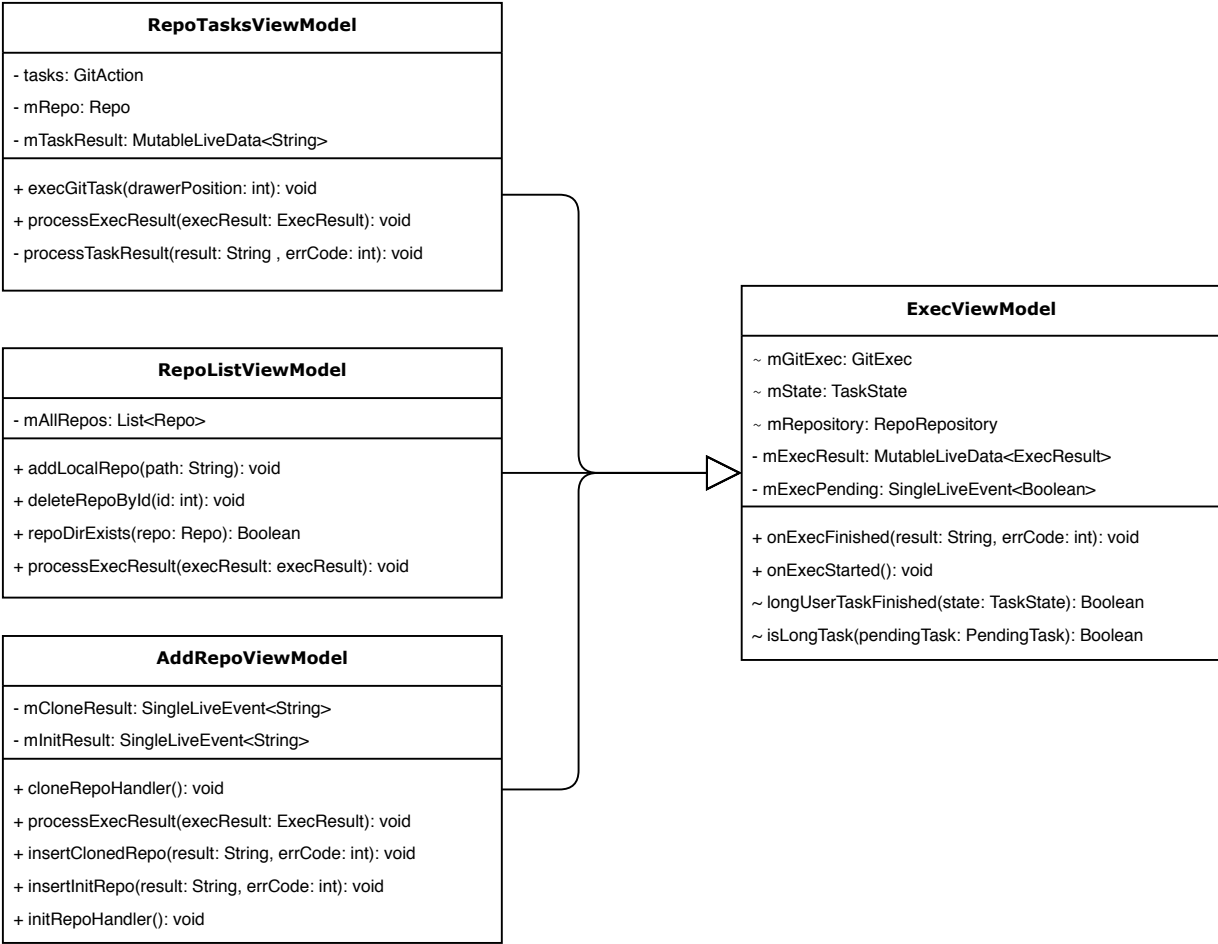 RepoTasksViewModel
- tasks: GitAction
- mRepo: Repo
- mTaskResult: MutableLiveData<String>
+ execGitTask(drawerPosition: int): void
+ processExecResult(execResult: ExecResult): void
- processTaskResult(result: String , errCode: int): void
RepoListViewModel
- mAllRepos: List<Repo>
+ addLocalRepo(path: String): void
+ deleteRepoById(id: int): void
+ repoDirExists(repo: Repo): Boolean
+ processExecResult(execResult: execResult): void
AddRepoViewModel
- mCloneResult: SingleLiveEvent<String>
- mInitResult: SingleLiveEvent<String>
+ cloneRepoHandler(): void
+ processExecResult(execResult: ExecResult): void
+ insertClonedRepo(result: String, errCode: int): void
+ insertInitRepo(result: String, errCode: int): void
+ initRepoHandler(): void
ExecViewModel
~ mGitExec: GitExec
~ mState: TaskState
~ mRepository: RepoRepository
- mExecResult: MutableLiveData<ExecResult>
- mExecPending: SingleLiveEvent<Boolean>
+ onExecFinished(result: String, errCode: int): void
+ onExecStarted(): void
~ longUserTaskFinished(state: TaskState): Boolean
~ isLongTask(pendingTask: PendingTask): Boolean